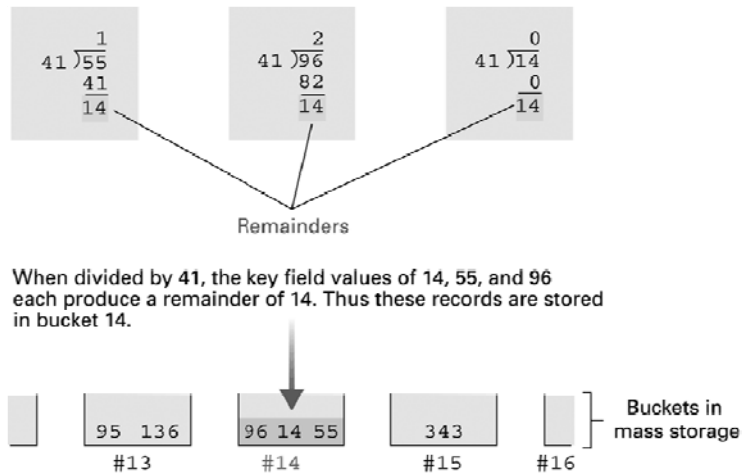 1
41)55
41
14
2
41)96
82
14
0
41)14
0
14
Remainders
When divided by 41, the key field values of 14, 55, and 96
each produce a remainder of 14. Thus these records are stored
in bucket 14.
95 136
96 14 55
343
Buckets in
mass storage
#13
#14
#15
#16